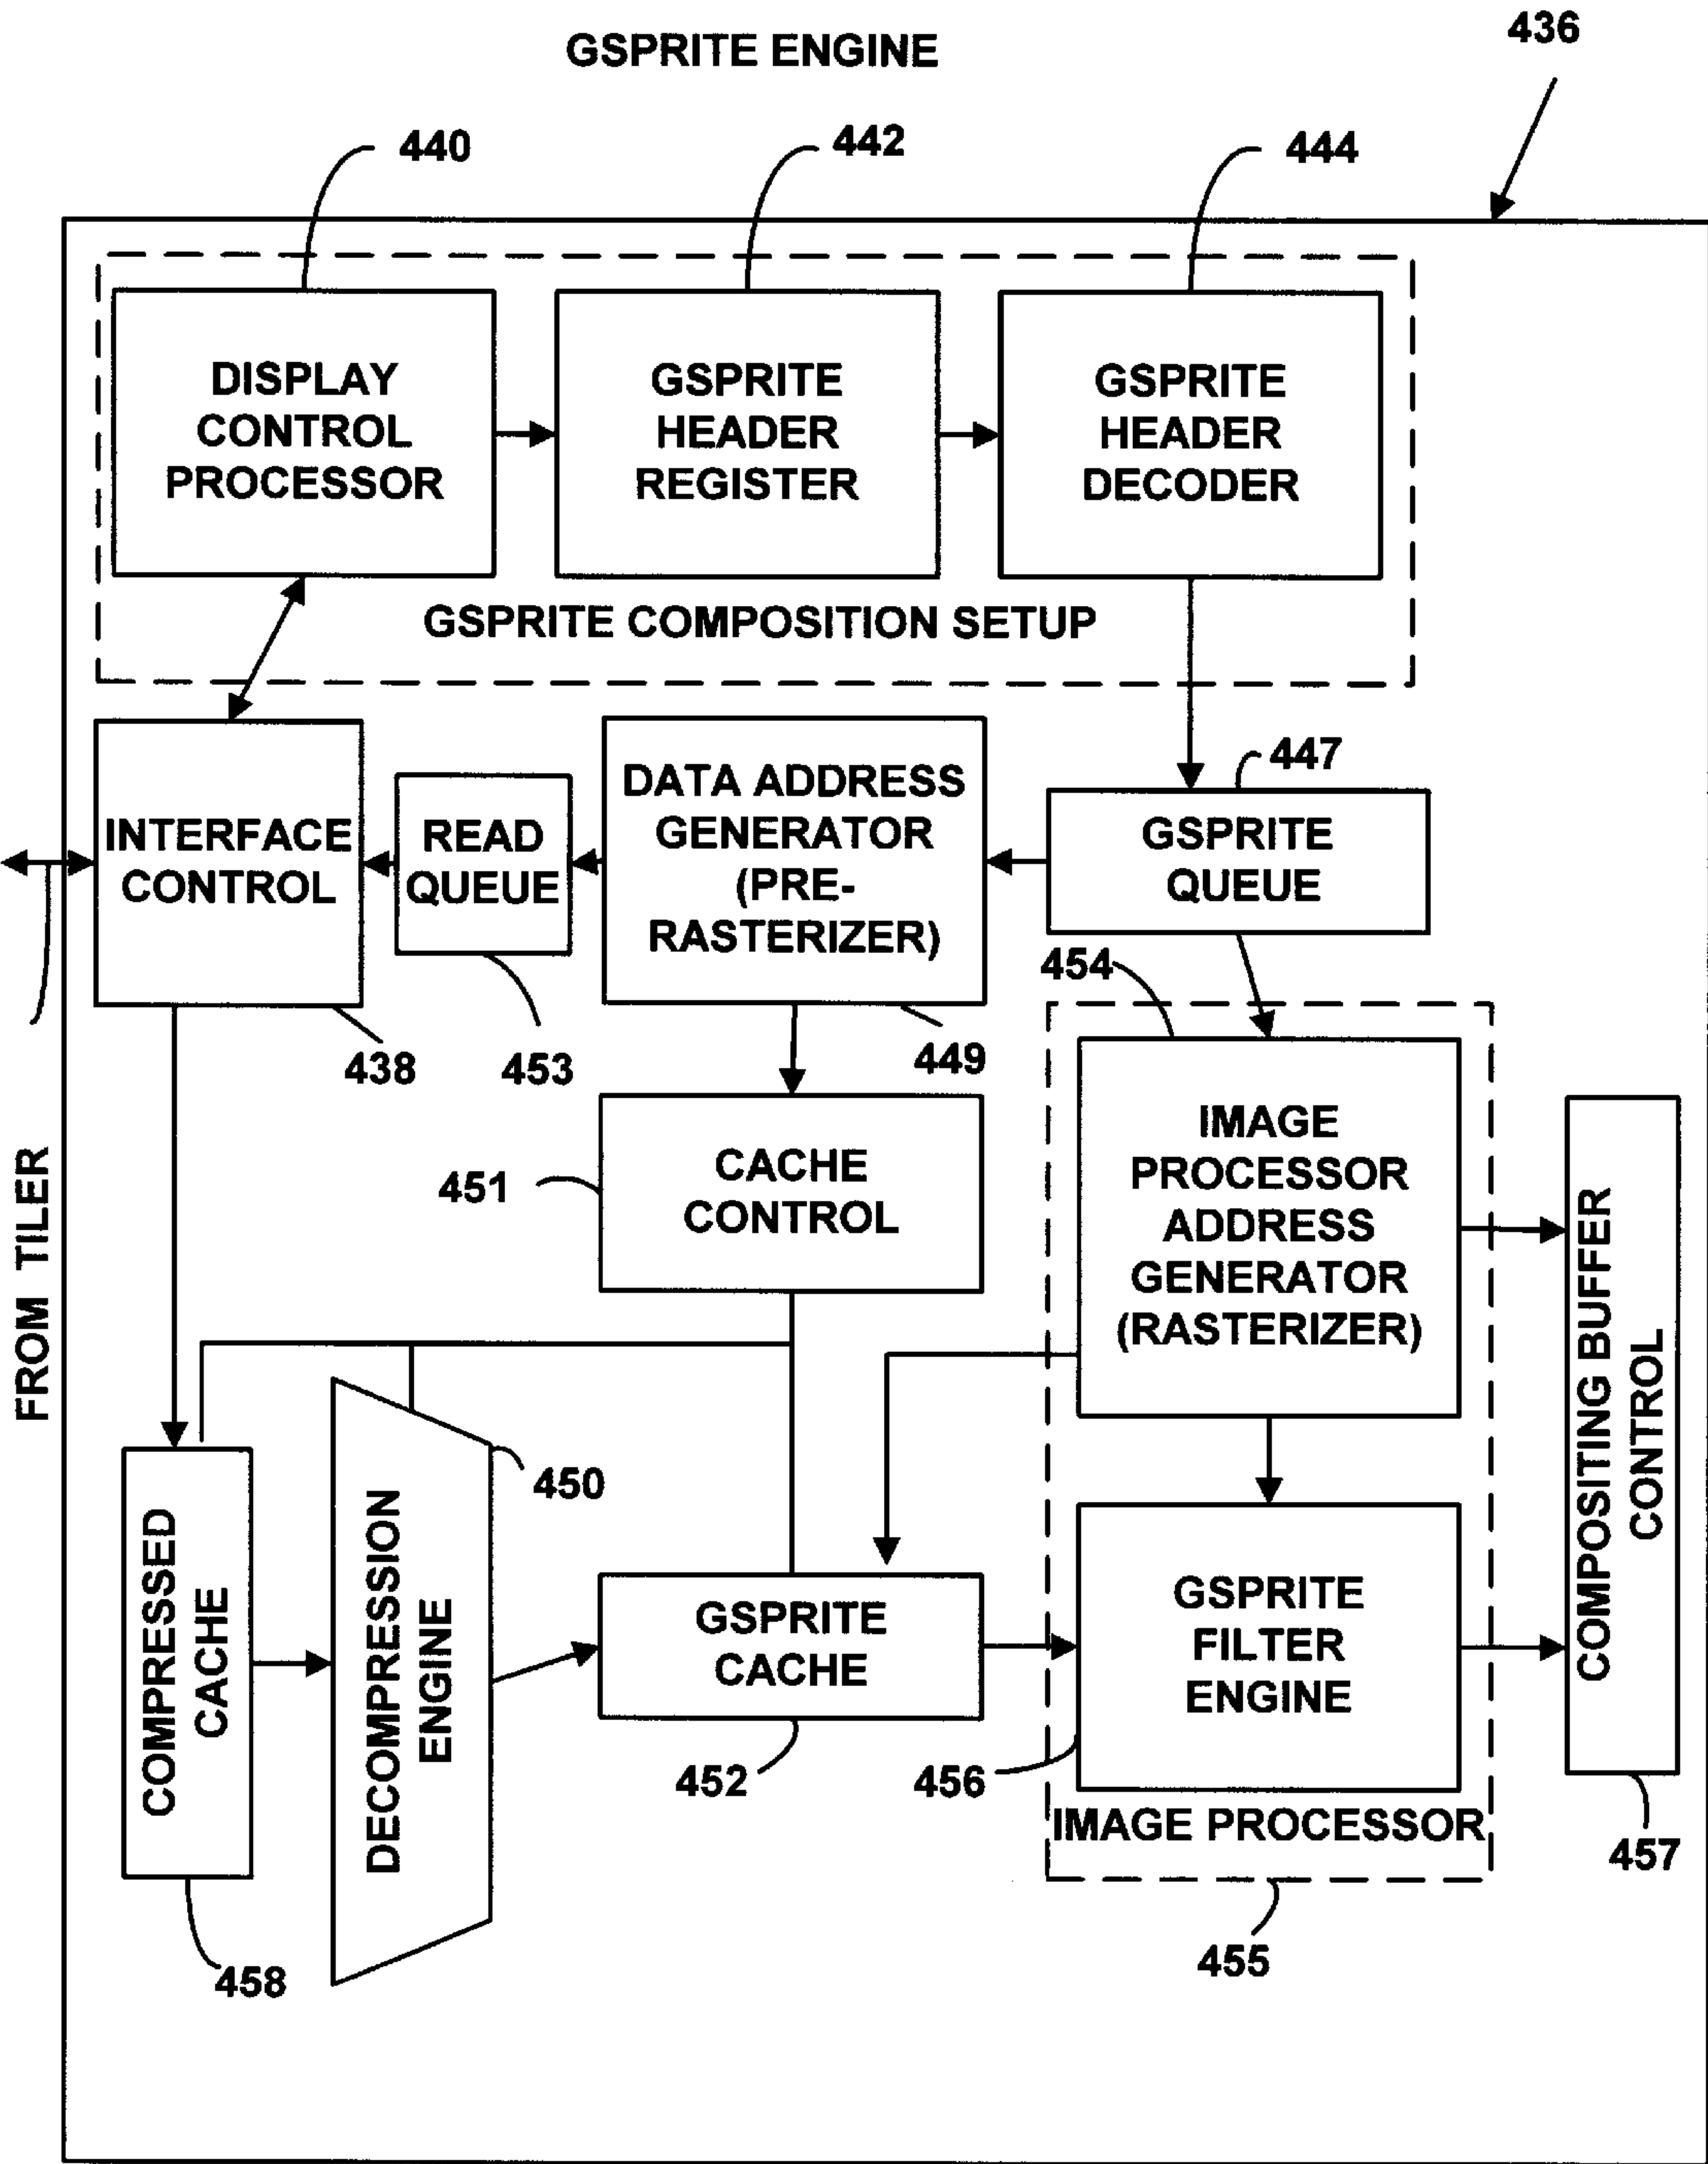 GSPRITE ENGINE
436
440
442
444
DISPLAY
CONTROL
PROCESSOR
GSPRITE
HEADER
REGISTER
GSPRITE
HEADER
DECODER
GSPRITE COMPOSITION SETUP
447
INTERFACE
CONTROL
READ
QUEUE
DATA ADDRESS
GENERATOR
(PRE-
RASTERIZER)
GSPRITE
QUEUE
454
438
453
449
FROM TILER
451
CACHE
CONTROL
IMAGE
PROCESSOR
ADDRESS
GENERATOR
(RASTERIZER)
COMPOSITING BUFFER
CONTROL
450
COMPRESSED
CACHE
DECOMPRESSION
ENGINE
GSPRITE
CACHE
GSPRITE
FILTER
ENGINE
452
456
IMAGE PROCESSOR
457
458
455